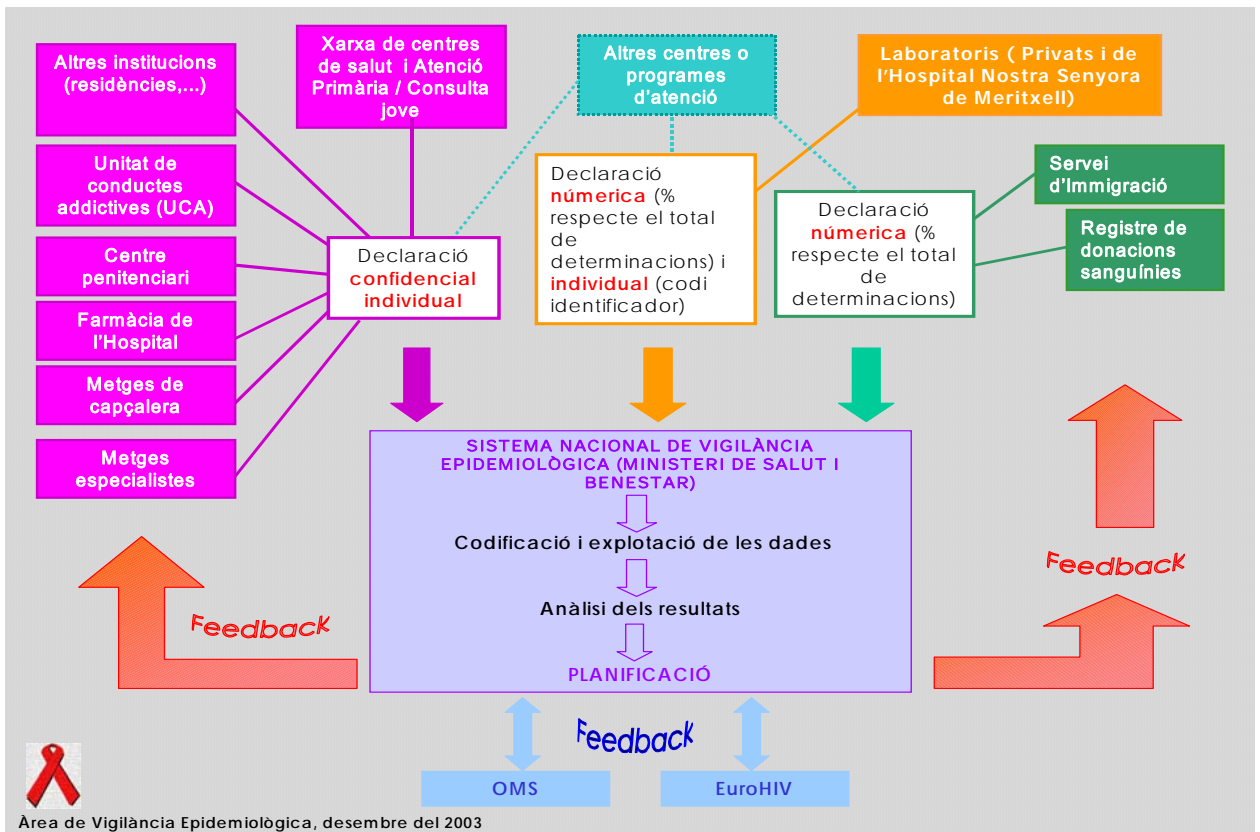 Altres institucions
(residències,...)
Xarxa de centres
de salut i Atenció
Primària / Consulta
jove
Altres centres o
programes
d'atenció
Laboratoris ( Privats i de
l'Hospital Nostra Senyora
de Meritxell)
Unitat de
conductes
addictives (UCA)
Centre
penitenciari
Farmàcia de
l'Hospital
Metges de
capçalera
Metges
especialistes
Declaració
confidencial
individual
Declaració
númerica (%
respecte el total
de
determinacions) i
individual (codi
identificador)
Declaració
númerica (%
respecte el total
de
determinacions)
Servei
d'Immigració
Registre de
donacions
sanguínies
SISTEMA NACIONAL DE VIGILÀNCIA
EPIDEMIOLÒGICA (MINISTERI DE SALUT I
BENESTAR)
Codificació i explotació de les dades
Anàlisi dels resultats
PLANIFICACIÓ
Feedback
Feedback
Feedback
OMS
EuroHIV
Àrea de Vigilància Epidemiològica, desembre del 2003